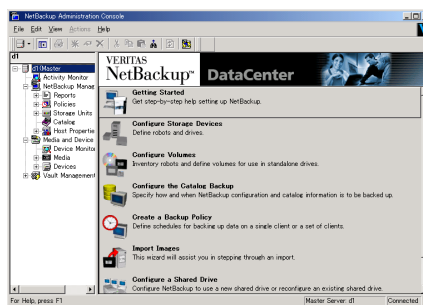 NetBackup Administration Console
File Edit View Actions Help
d1
d1(Master
Activity Monitor
NetBackup Manag
Reports
Policies
Storage Units
Catalog
Host Propertie
Media and Device
Device Monitor
Media
Devices
Vault Management
VERITAS
NetBackup™ DataCenter
Getting Started
Get step-by-step help setting up NetBackup.
Configure Storage Devices
Define robots and drives.
Configure Volumes
Inventory robots and define volumes for use in standalone drives.
Configure the Catalog Backup
Specify how and when NetBackup configuration and catalog information is to be backed up.
Create a Backup Policy
Define schedules for backing up data on a single client or a set of clients.
Import Images
This wizard will assist you in stepping through an import.
Configure a Shared Drive
Configure NetBackup to use a new shared drive or reconfigure an existing shared drive.
For Help, press F1
Master Server: d1
Connected